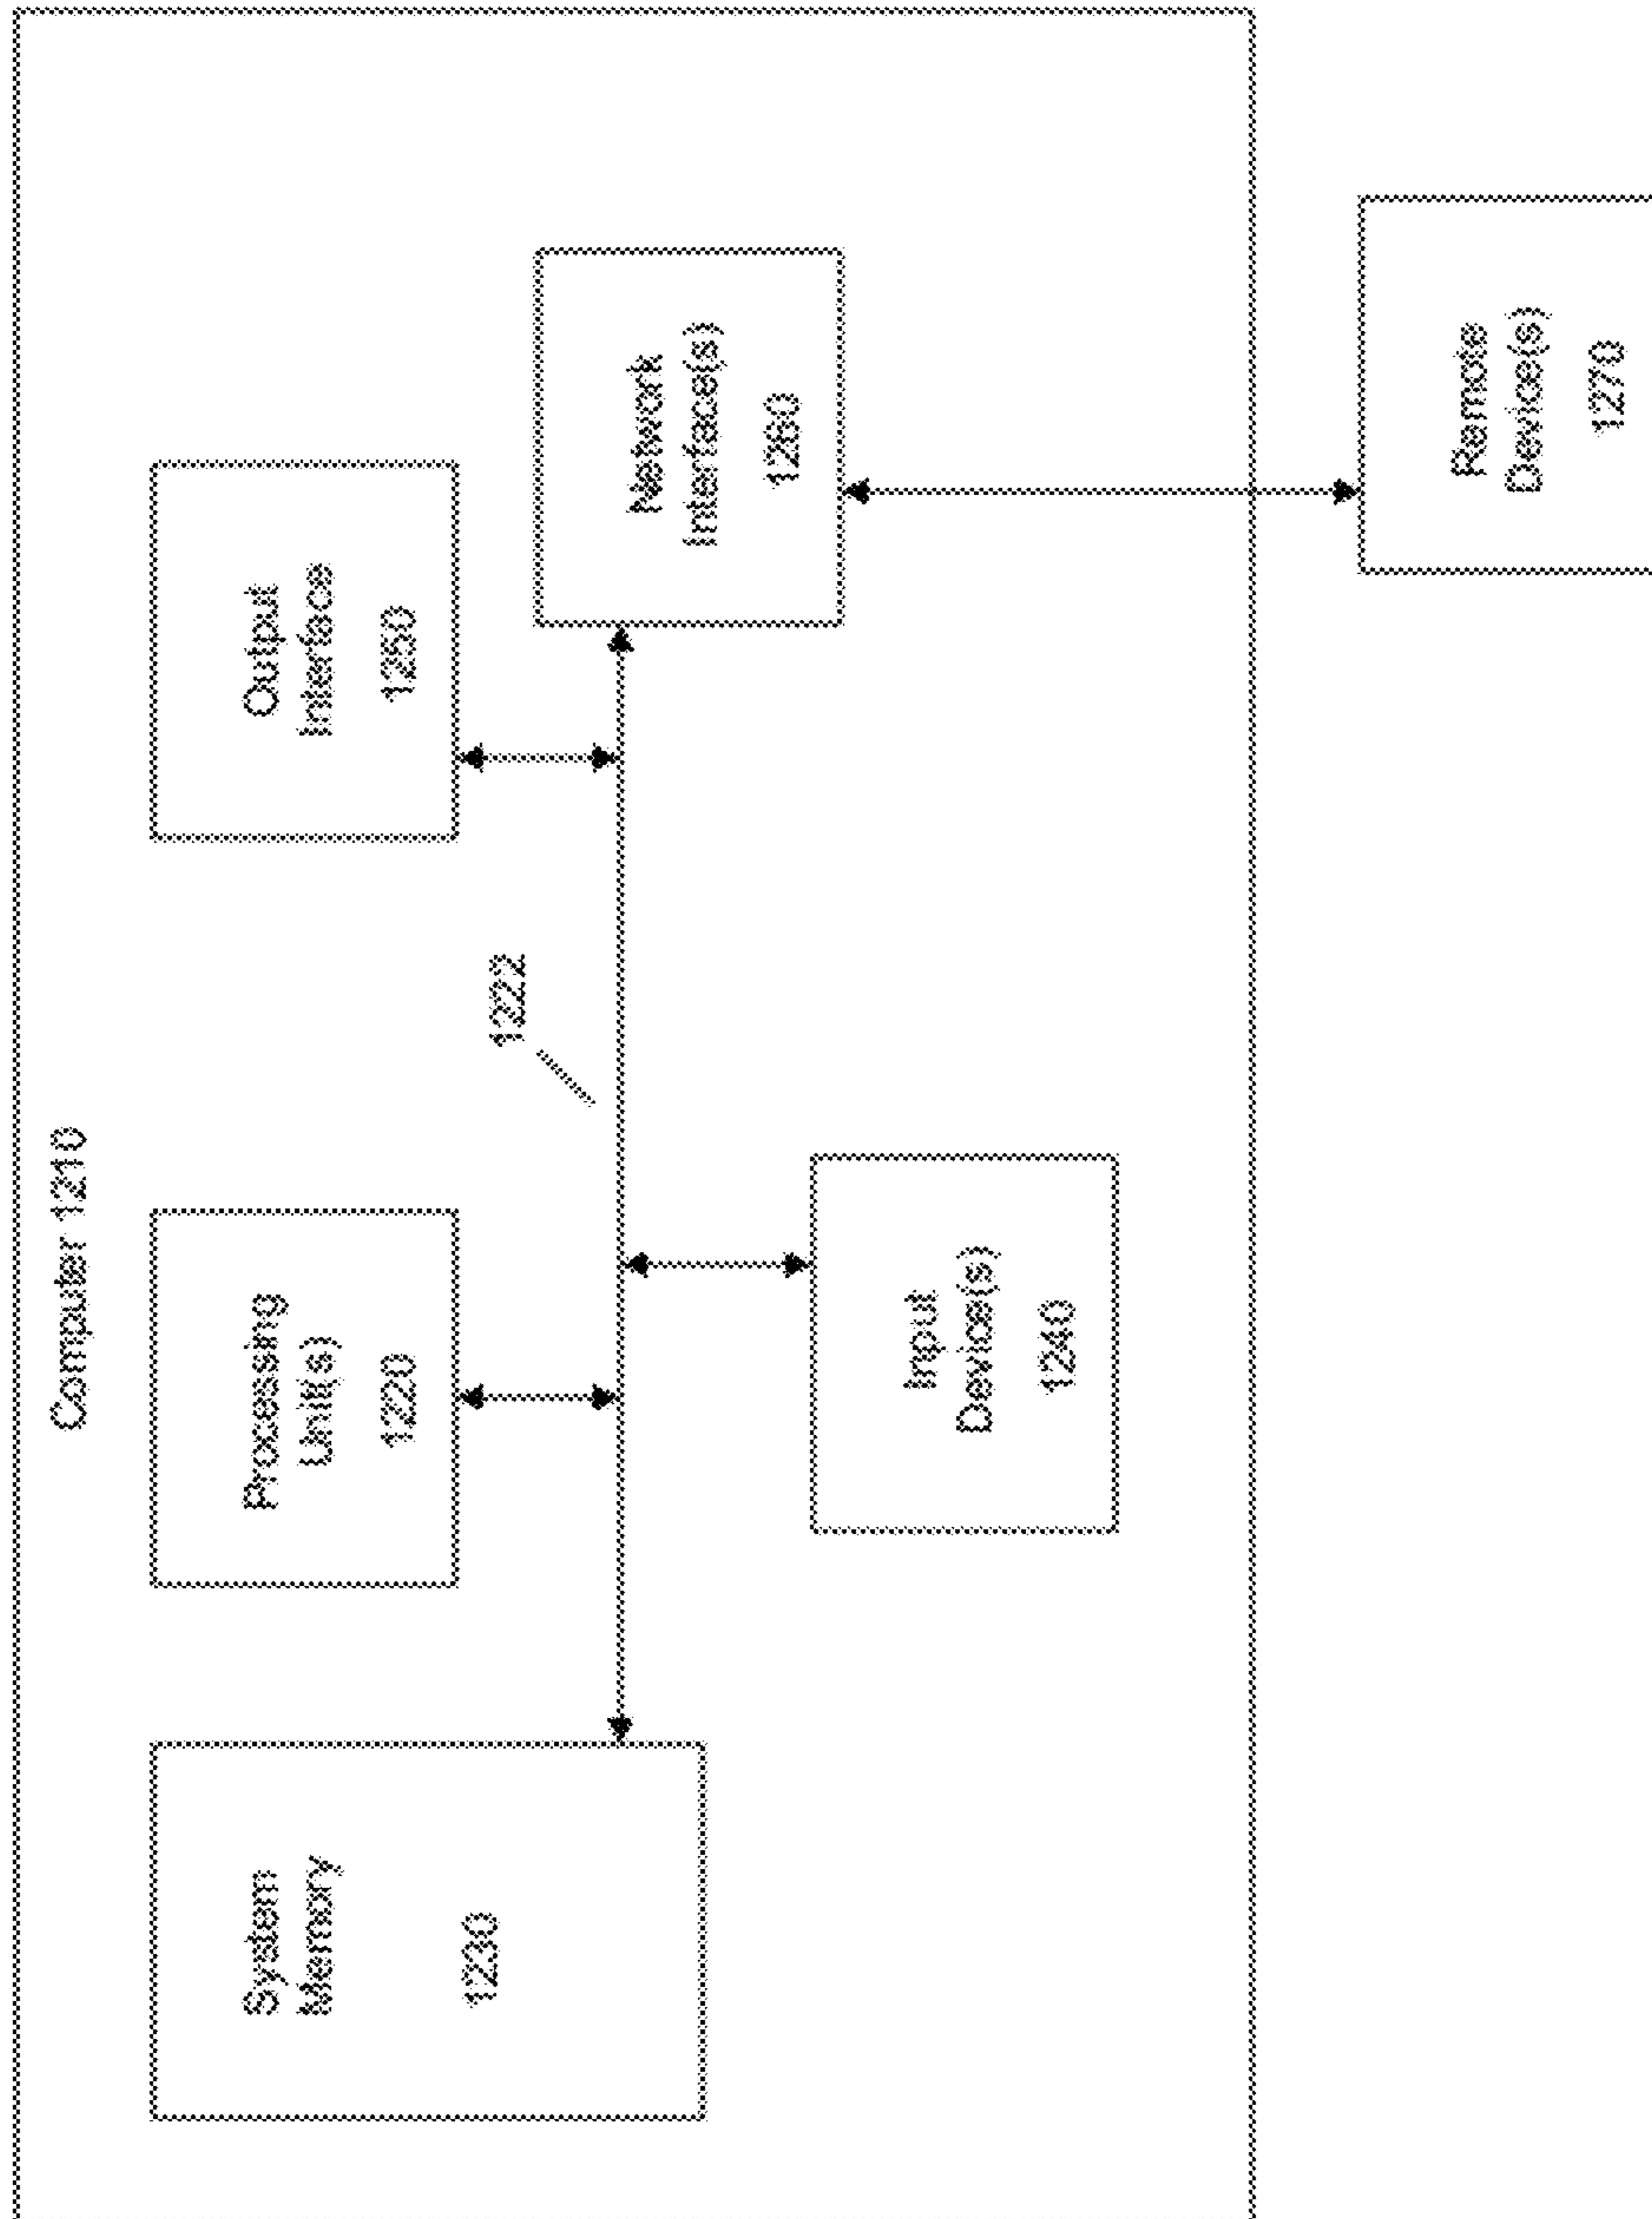 Computer 1210
System
Memory
1230
Processing
Unit(s)
1220
Output
Interface
1250
1222
Network
Interface(s)
1260
Input
Device(s)
1240
Remote
Device(s)
1270